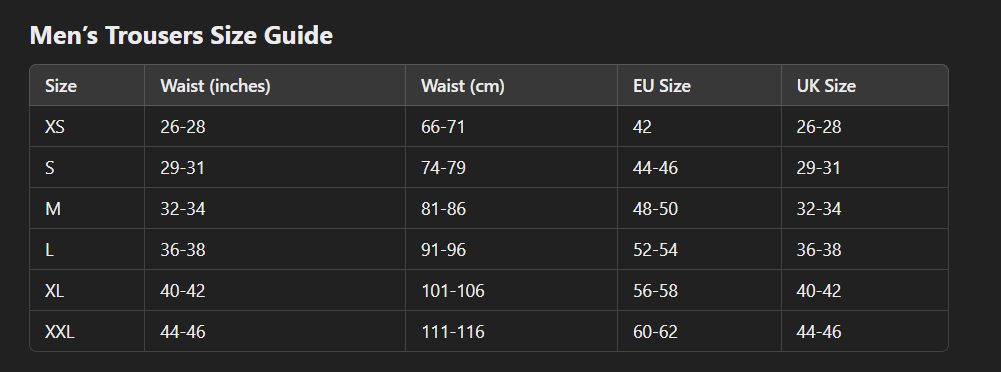 Men´s Trousers Size Guide
Size Waist (inches) Waist (cm) EU Size UK Size
XS 26-28 66-71 42 26-28
S 29-31 74-79 44-46 29-31
M 32-34 81-86 48-50 32-34
L 36-38 91-96 52-54 36-38
XL 40-42 101-106 56-58 40-42
XXL 44-46 111-116 60-62 44-46